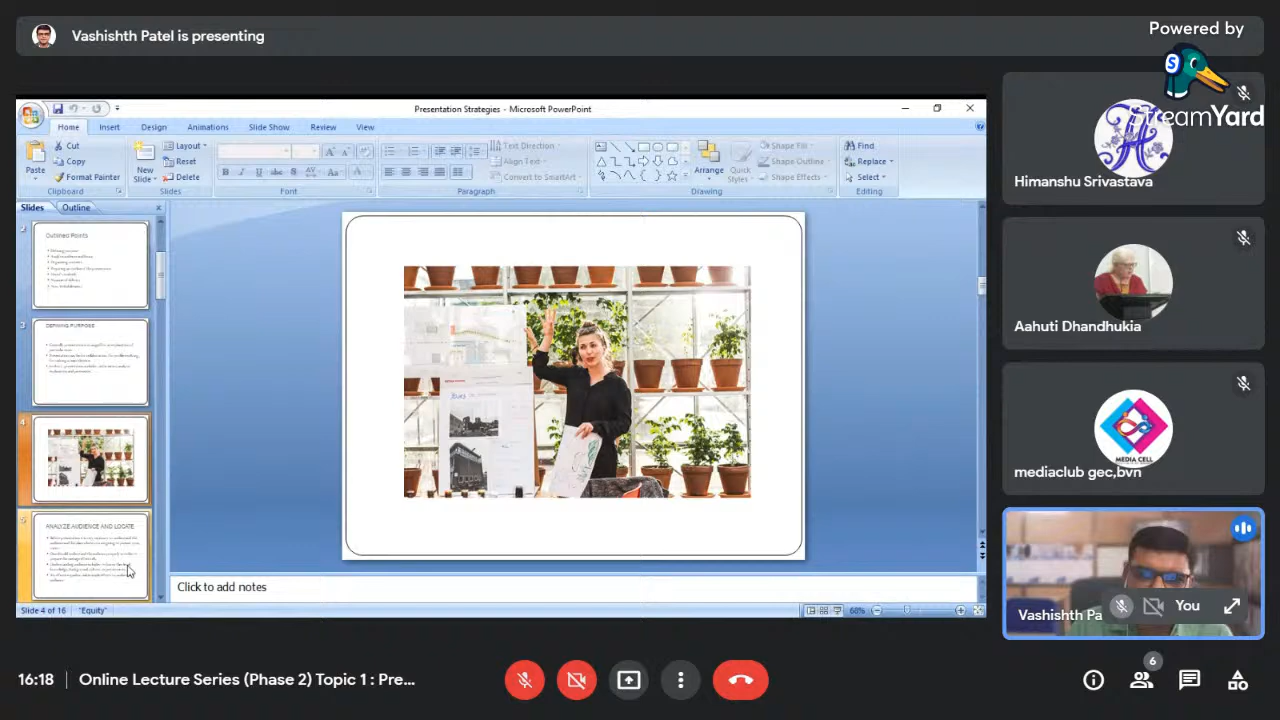 Vashishth Patel is presenting
Powered by
StreamYard
Presentation Strategies - Microsoft PowerPoint
Home Insert Design Animations Slide Show Review View
Paste
Cut
Copy
Format Painter
Clipboard
New Slide
Layout
Reset
Delete
Slides
Font
Text Direction
Align Text
Convert to SmartArt
Paragraph
Arrange
Quick Styles
Shape Fill
Shape Outline
Shape Effects
Drawing
Find
Replace
Select
Editing
Slides Outline
2
Outlined Points
3
DEFINING PURPOSE
4
5
ANALYZE AUDIENCE AND LOCATE
Click to add notes
Slide 4 of 16
"Equity"
68%
Himanshu Srivastava
Aahuti Dhandhukia
MEDIA CELL
mediaclub gec,bvn
Vashishth Pa
You
16:18
Online Lecture Series (Phase 2) Topic 1 : Pre...
6